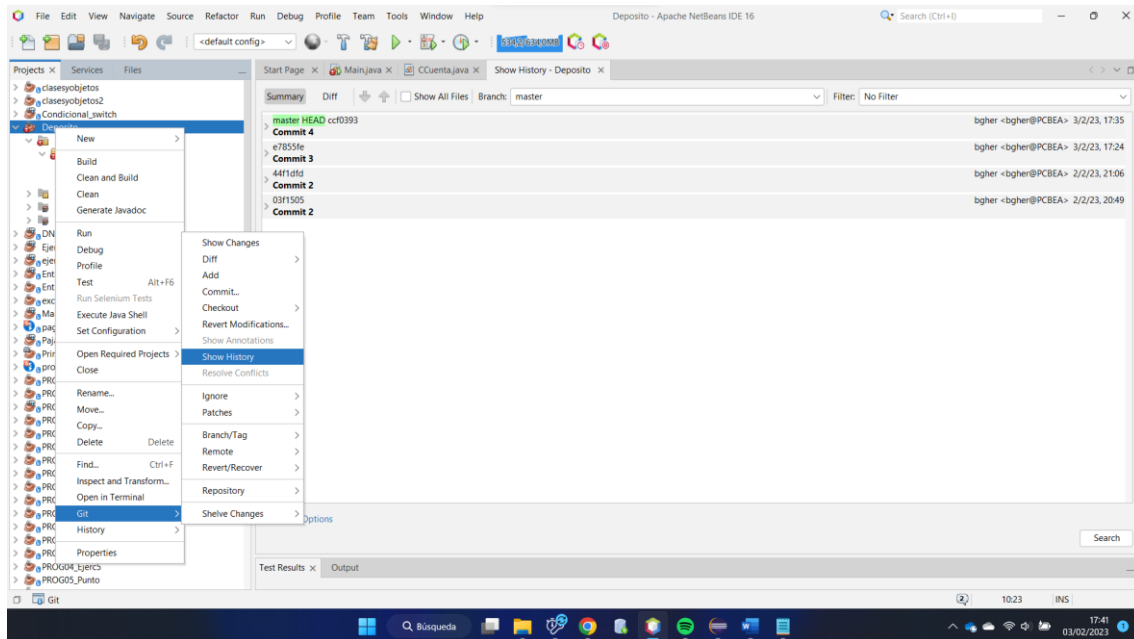 File Edit View Navigate Source Refactor Run Debug Profile Team Tools Window Help
Deposito - Apache NetBeans IDE 16
Search (Ctrl+I)
<default config>
Projects Services Files
Start Page Main.java CCuenta.java Show History - Deposito
clasesyobjetos
clasesyobjetos2
Condicional_switch
Summary Diff Show All Files Branch: master Filter: No Filter
master HEAD ccf0393
bgher <bgher@PCBEA> 3/2/23, 17:35
Commit 4
e7855fe
bgher <bgher@PCBEA> 3/2/23, 17:24
Commit 3
44f1dfd
bgher <bgher@PCBEA> 2/2/23, 21:06
Commit 2
03f1505
bgher <bgher@PCBEA> 2/2/23, 20:49
Commit 2
New
Build
Clean and Build
Clean
Generate Javadoc
Run
Debug
Profile
Test Alt+F6
Run Selenium Tests
Execute Java Shell
Set Configuration
Open Required Projects
Close
Rename...
Move...
Copy...
Delete Delete
Find... Ctrl+F
Inspect and Transform...
Open in Terminal
Git
History
Properties
Show Changes
Diff
Add
Commit...
Checkout
Revert Modifications...
Show Annotations
Show History
Resolve Conflicts
Ignore
Patches
Branch/Tag
Remote
Revert/Recover
Repository
Shelve Changes
Options
Search
PROG04_Ejerc5
PROG05_Punto
Test Results Output
Git
2
10:23 INS
Búsqueda
17:41
03/02/2023
1